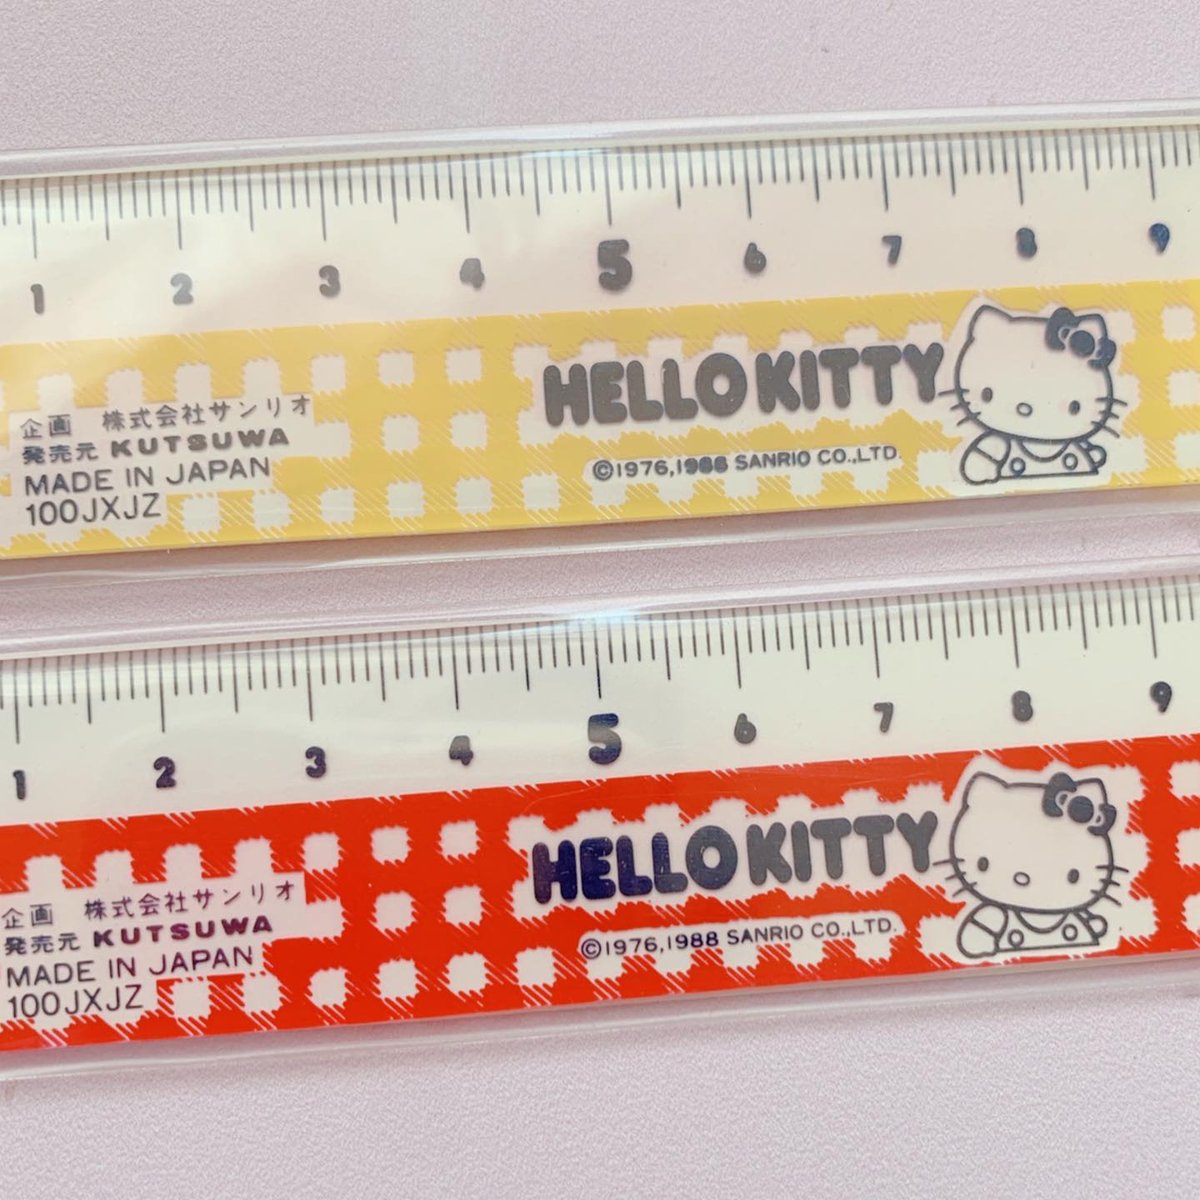 1 2 3 4 5 6 7 8 9
HELLO KITTY
©1976,1988 SANRIO CO.,LTD.
企画 株式会社サンリオ
発売元 KUTSUWA
MADE IN JAPAN
100JXJZ
1 2 3 4 5 6 7 8 9
HELLO KITTY
©1976,1988 SANRIO CO.,LTD.
企画 株式会社サンリオ
発売元 KUTSUWA
MADE IN JAPAN
100JXJZ